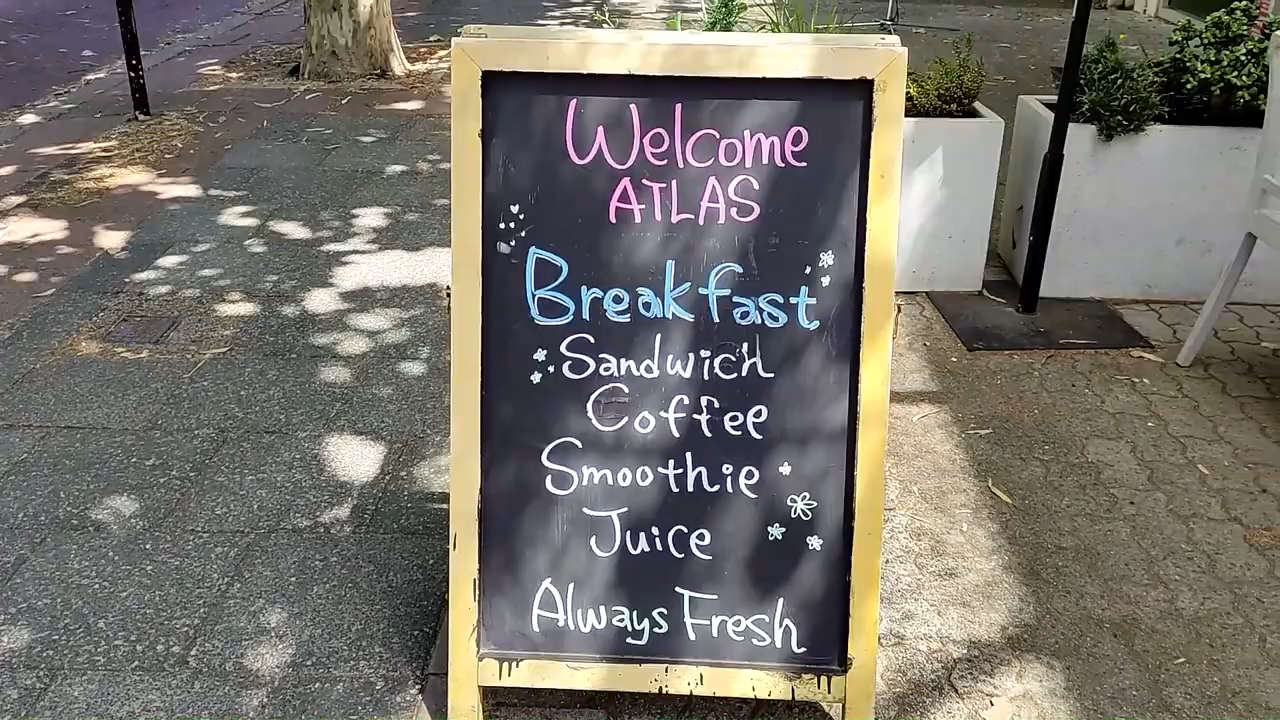 Welcome
ATLAS
Breakfast
Sandwich
Coffee
Smoothie
Juice
Always Fresh